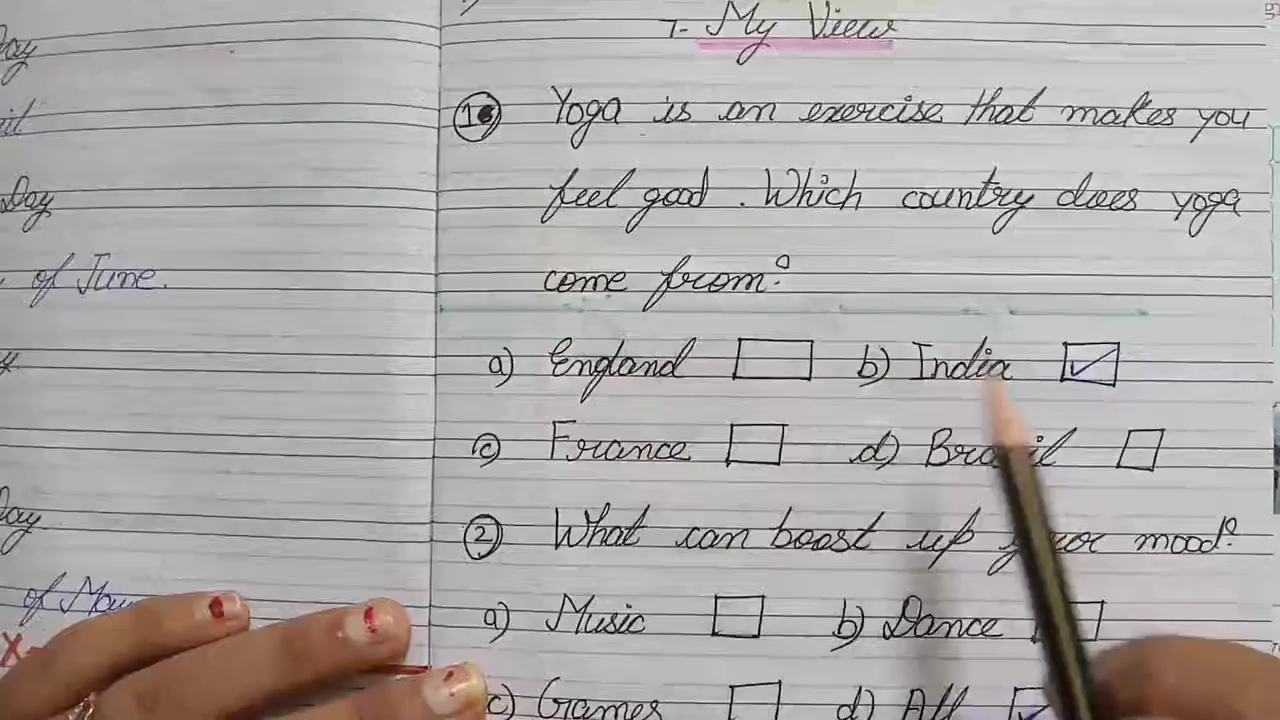 of June.
7- My View
① Yoga is an exercise that makes you
feel good. Which country does yoga
come from?
a) England b) India ✓
c) France d) Brazil
② What can boost up your mood?
a) Music b) Dance
c) Games d) All ✓